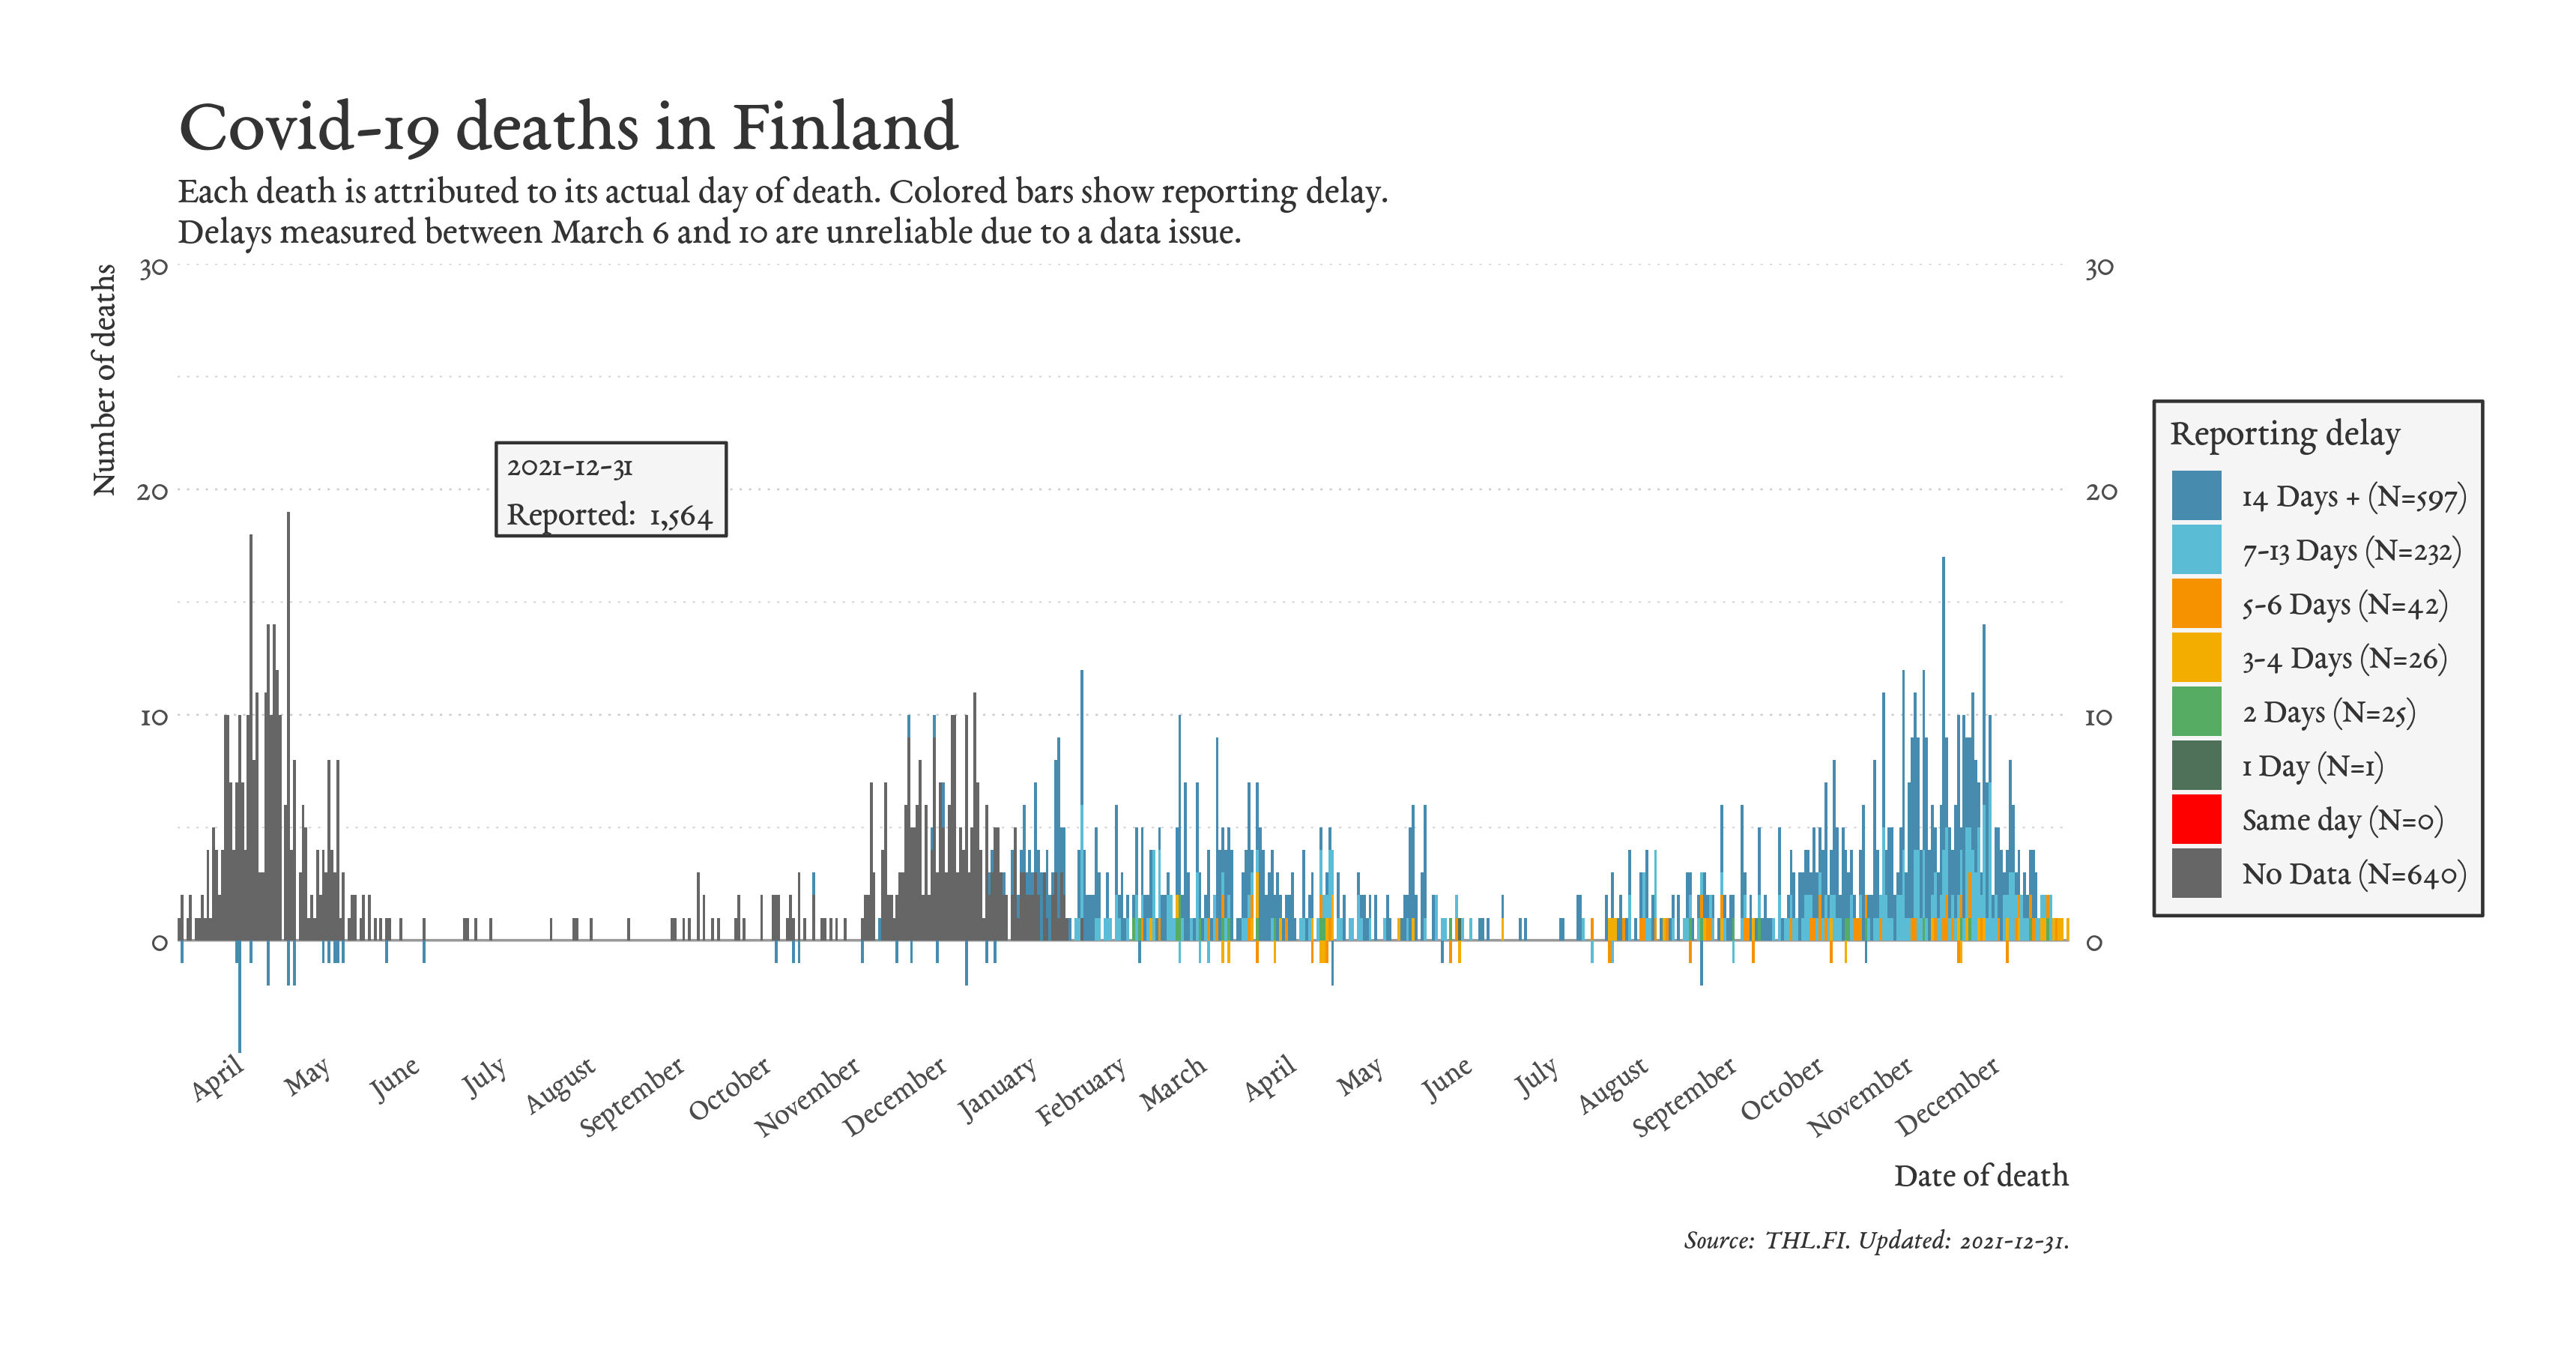 Covid-19 deaths in Finland
Each death is attributed to its actual day of death. Colored bars show reporting delay.
Delays measured between March 6 and 10 are unreliable due to a data issue.
Number of deaths
30
20
10
0
30
20
10
0
2021-12-31
Reported: 1,564
Reporting delay
14 Days + (N=597)
7-13 Days (N=232)
5-6 Days (N=42)
3-4 Days (N=26)
2 Days (N=25)
1 Day (N=1)
Same day (N=0)
No Data (N=640)
April
May
June
July
August
September
October
November
December
January
February
March
April
May
June
July
August
September
October
November
December
Date of death
Source: THL.FI. Updated: 2021-12-31.